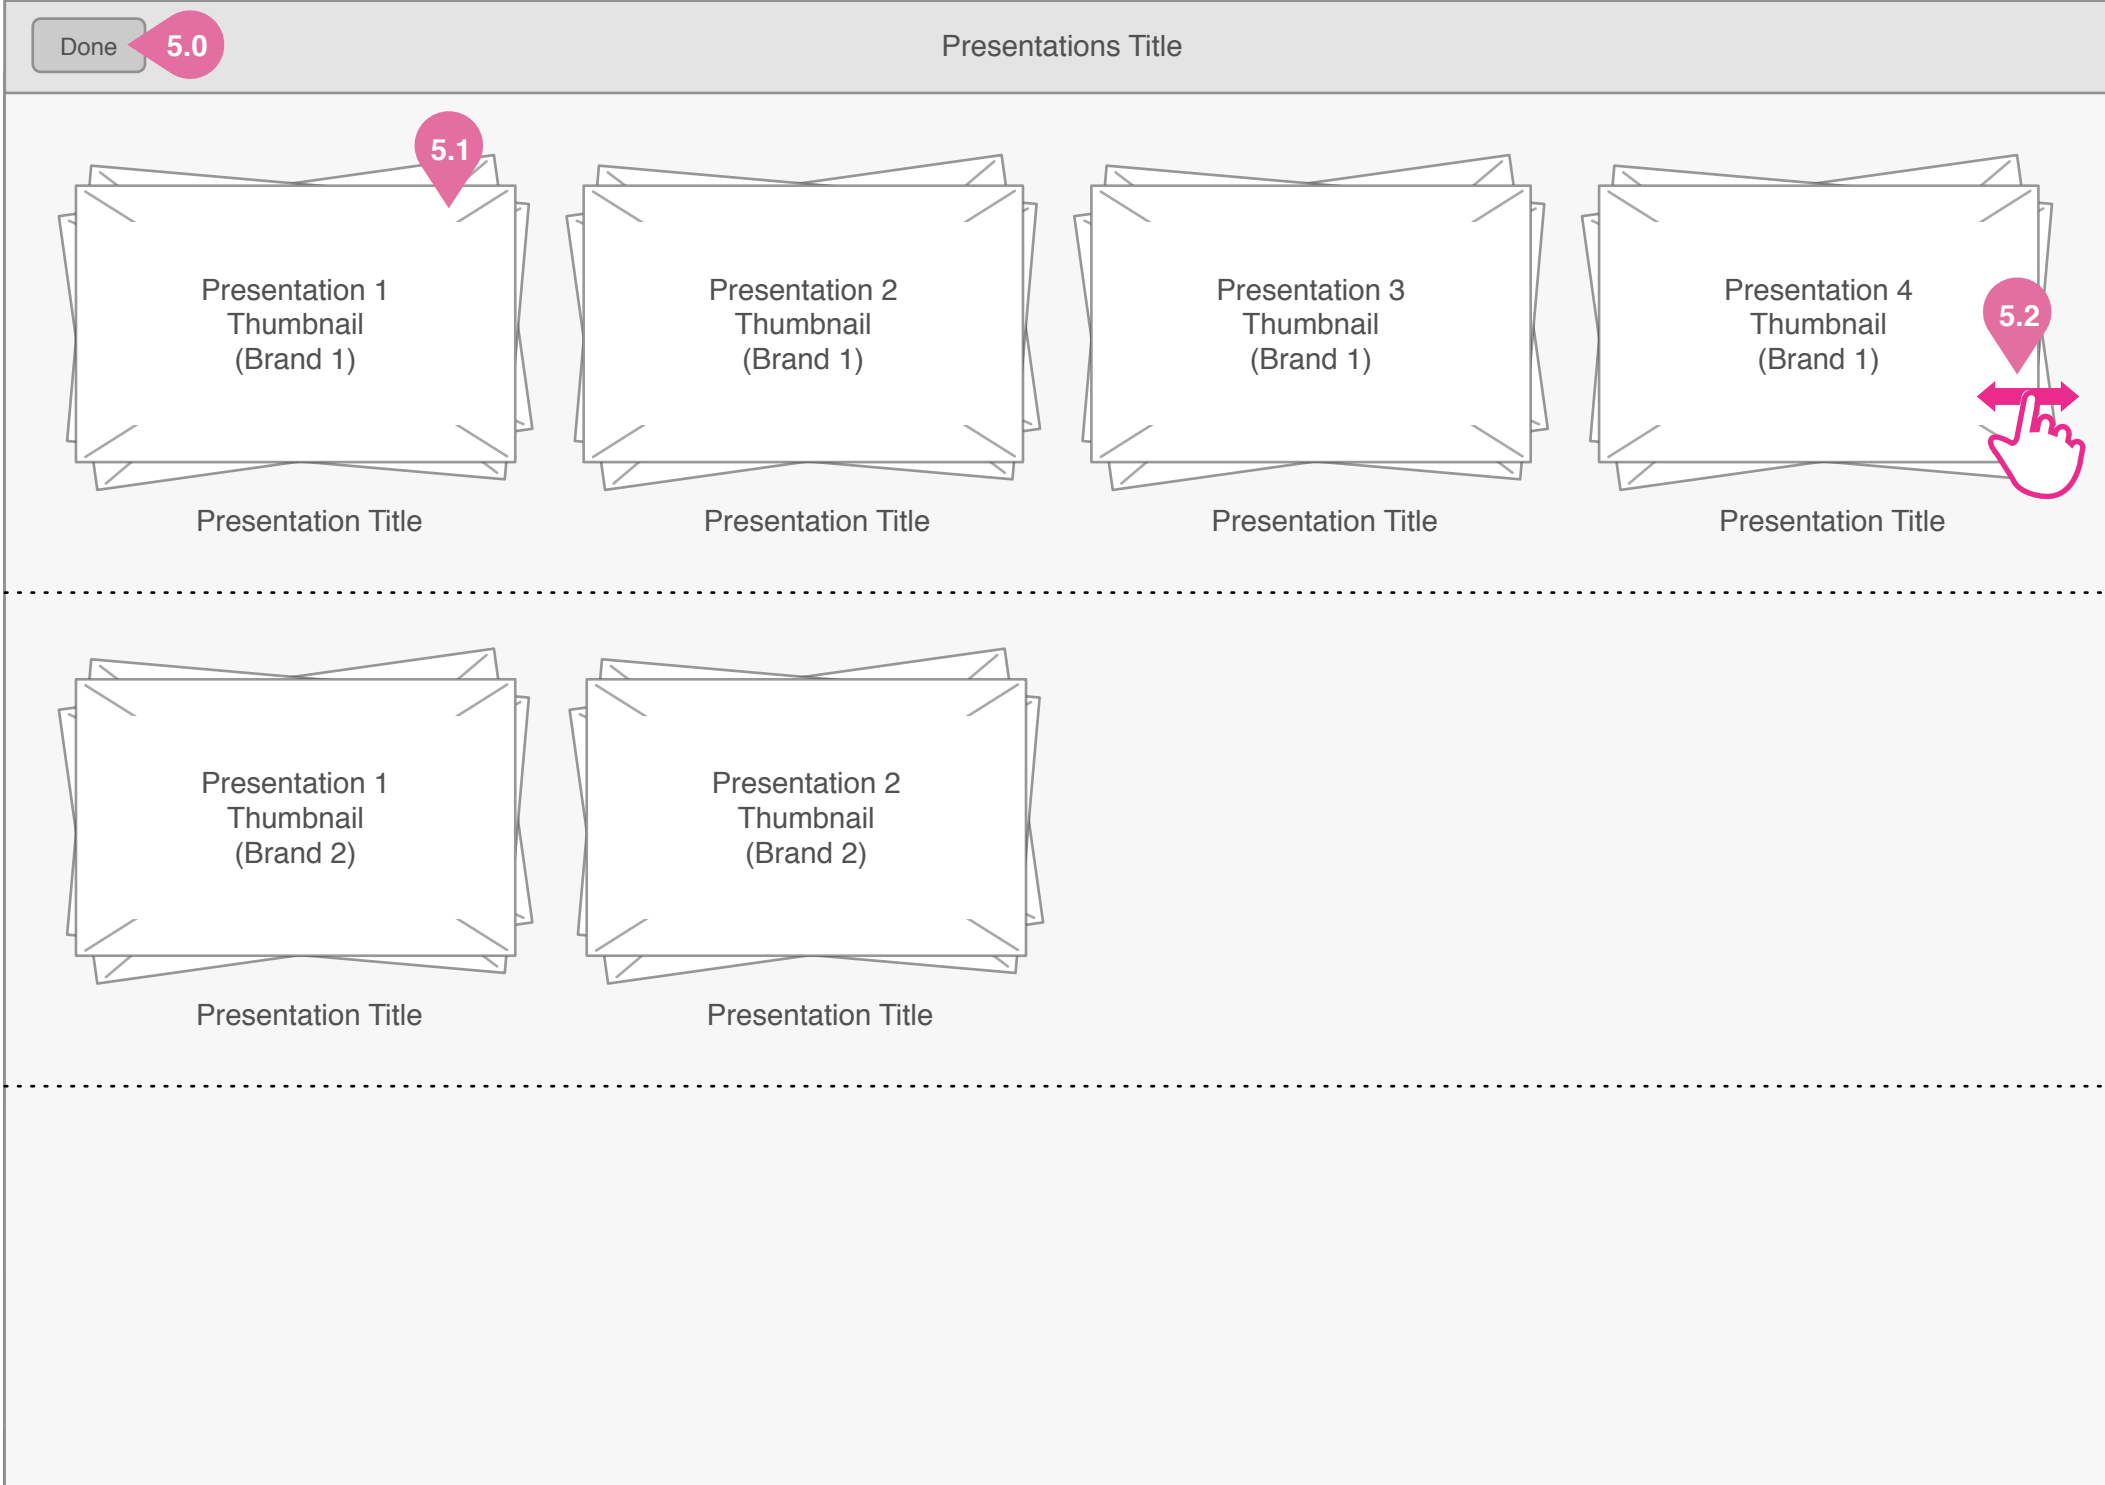 Done
5.0
Presentations Title
5.1
Presentation 1
Thumbnail
(Brand 1)
Presentation 2
Thumbnail
(Brand 1)
Presentation 3
Thumbnail
(Brand 1)
Presentation 4
Thumbnail
(Brand 1)
5.2
Presentation Title
Presentation Title
Presentation Title
Presentation Title
Presentation 1
Thumbnail
(Brand 2)
Presentation 2
Thumbnail
(Brand 2)
Presentation Title
Presentation Title